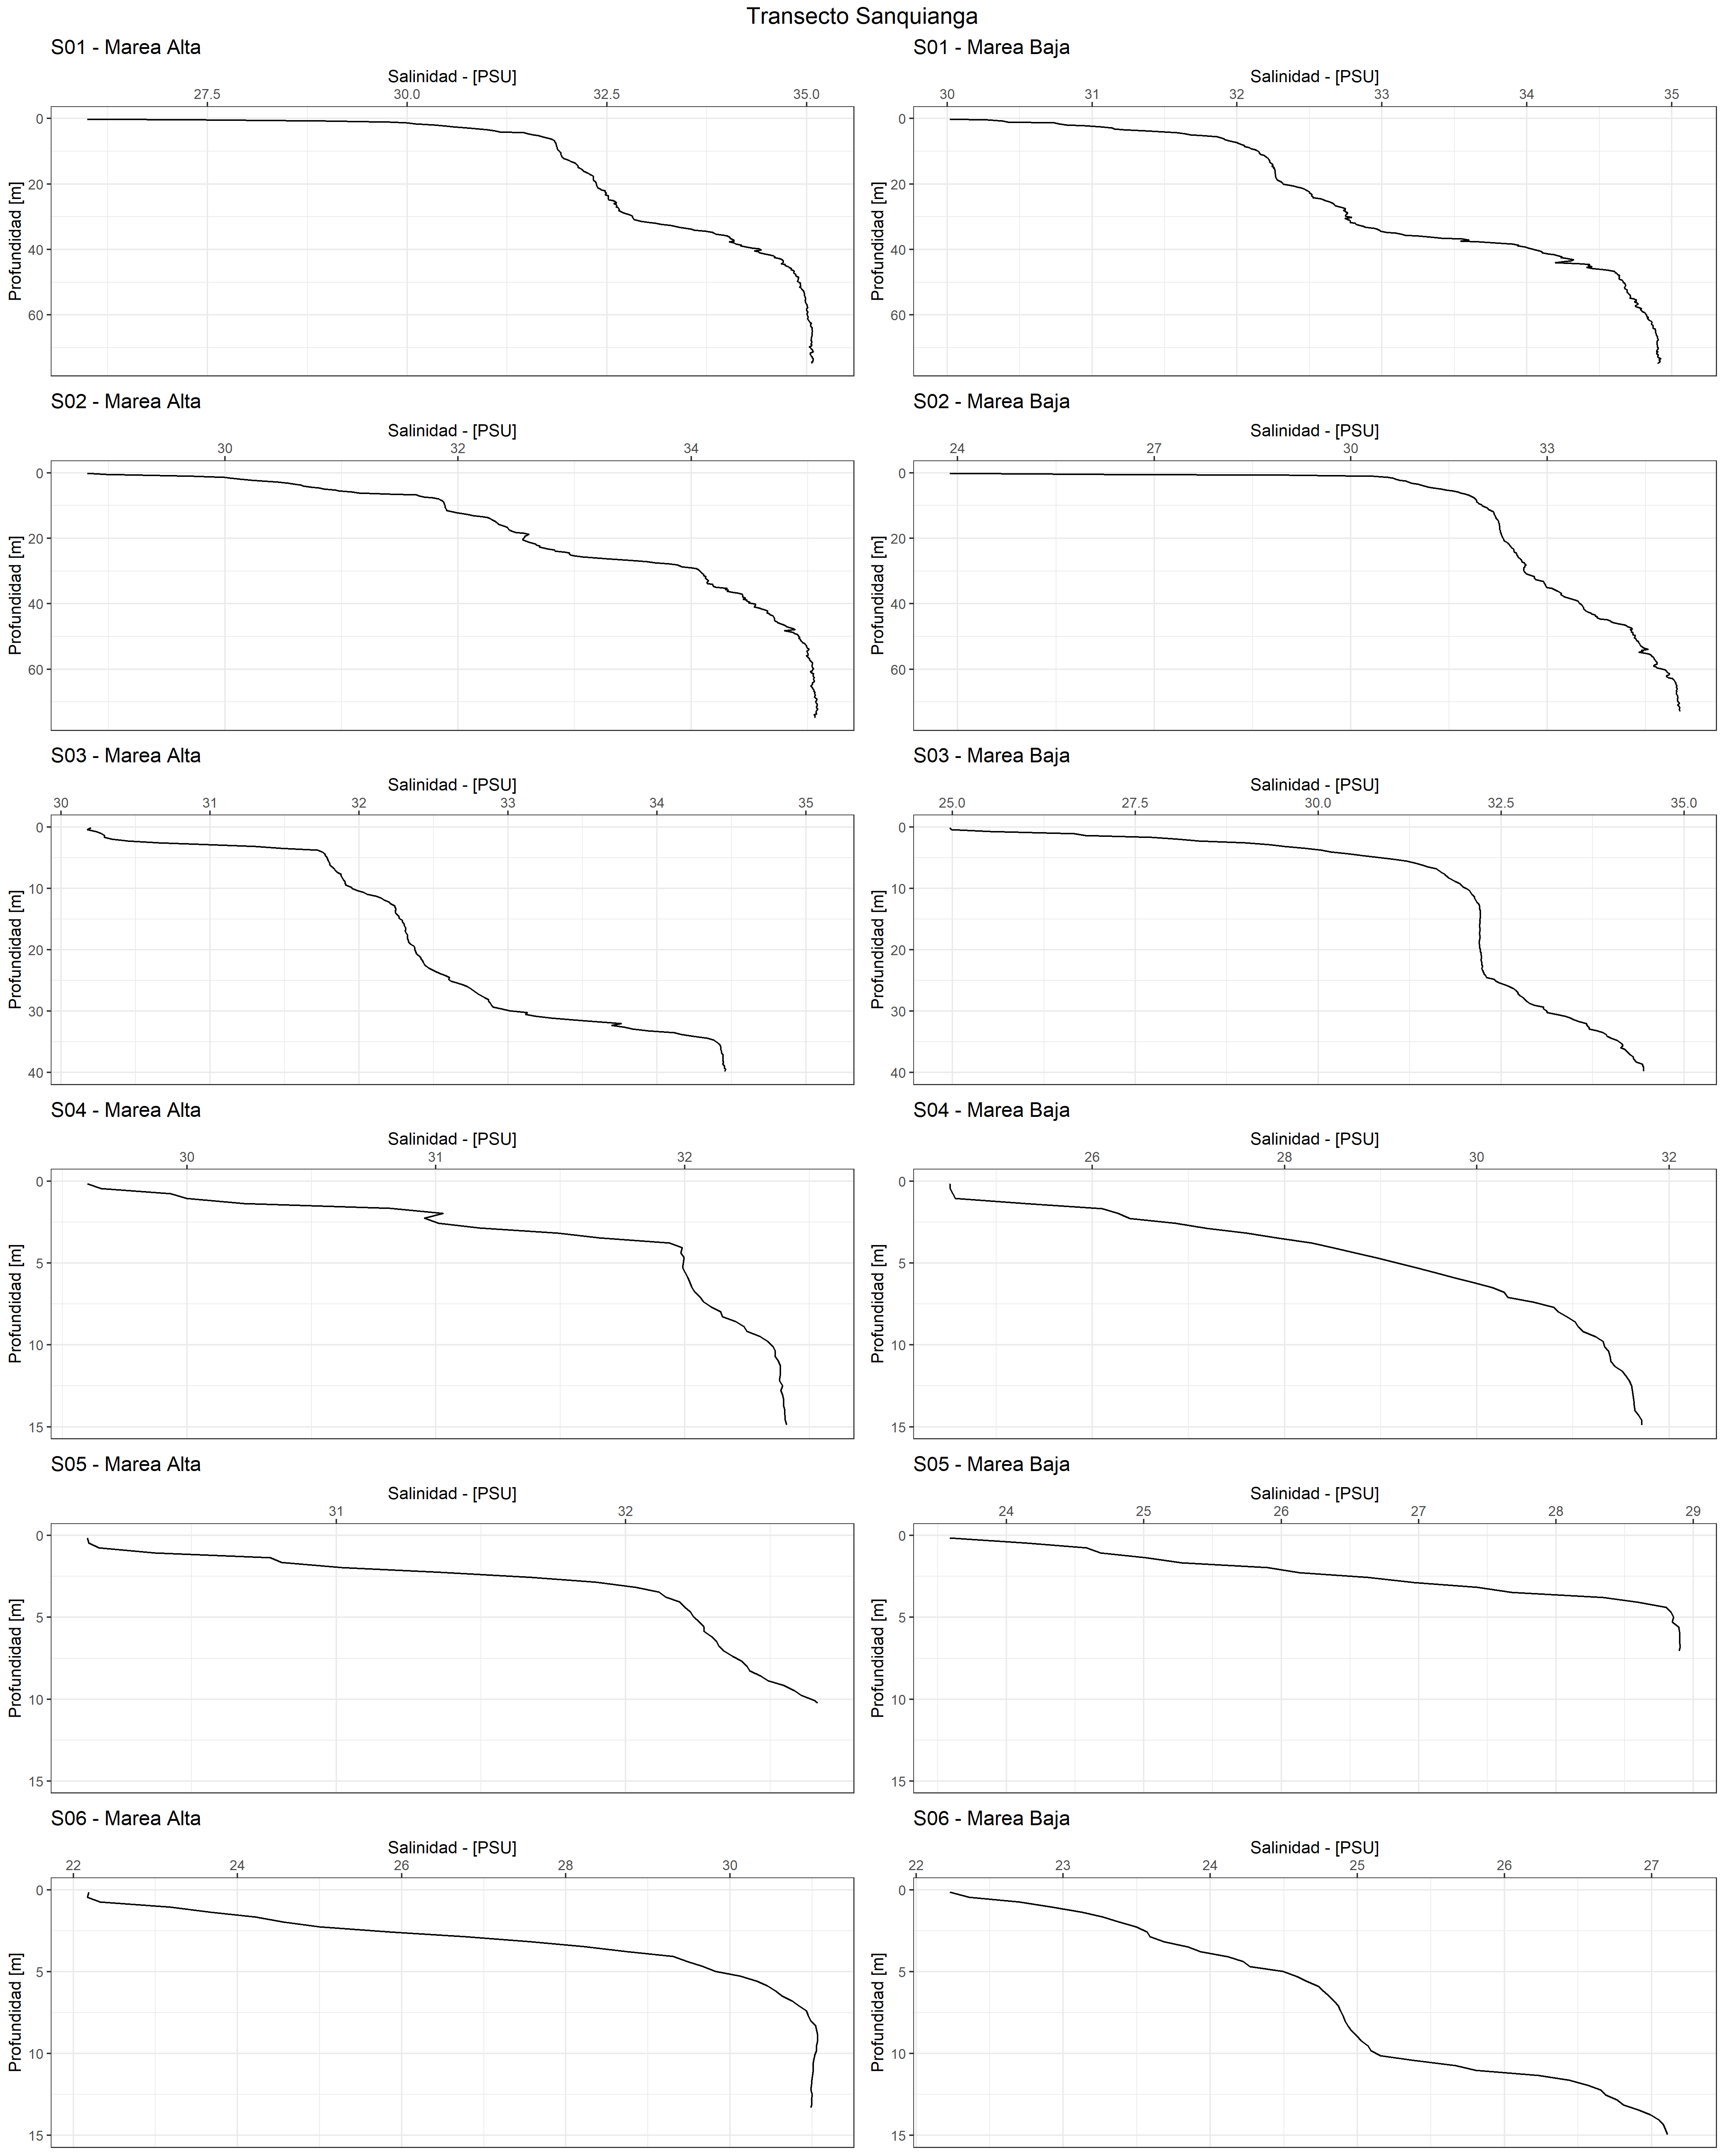 Transecto Sanquianga
S01 - Marea Alta
Salinidad - [PSU]
27.5 30.0 32.5 35.0
Profundidad [m]
0
20
40
60
S01 - Marea Baja
Salinidad - [PSU]
30 31 32 33 34 35
Profundidad [m]
0
20
40
60
S02 - Marea Alta
Salinidad - [PSU]
30 32 34
Profundidad [m]
0
20
40
60
S02 - Marea Baja
Salinidad - [PSU]
24 27 30 33
Profundidad [m]
0
20
40
60
S03 - Marea Alta
Salinidad - [PSU]
30 31 32 33 34 35
Profundidad [m]
0
10
20
30
40
S03 - Marea Baja
Salinidad - [PSU]
25.0 27.5 30.0 32.5 35.0
Profundidad [m]
0
10
20
30
40
S04 - Marea Alta
Salinidad - [PSU]
30 31 32
Profundidad [m]
0
5
10
15
S04 - Marea Baja
Salinidad - [PSU]
26 28 30 32
Profundidad [m]
0
5
10
15
S05 - Marea Alta
Salinidad - [PSU]
31 32
Profundidad [m]
0
5
10
15
S05 - Marea Baja
Salinidad - [PSU]
24 25 26 27 28 29
Profundidad [m]
0
5
10
15
S06 - Marea Alta
Salinidad - [PSU]
22 24 26 28 30
Profundidad [m]
0
5
10
15
S06 - Marea Baja
Salinidad - [PSU]
22 23 24 25 26 27
Profundidad [m]
0
5
10
15